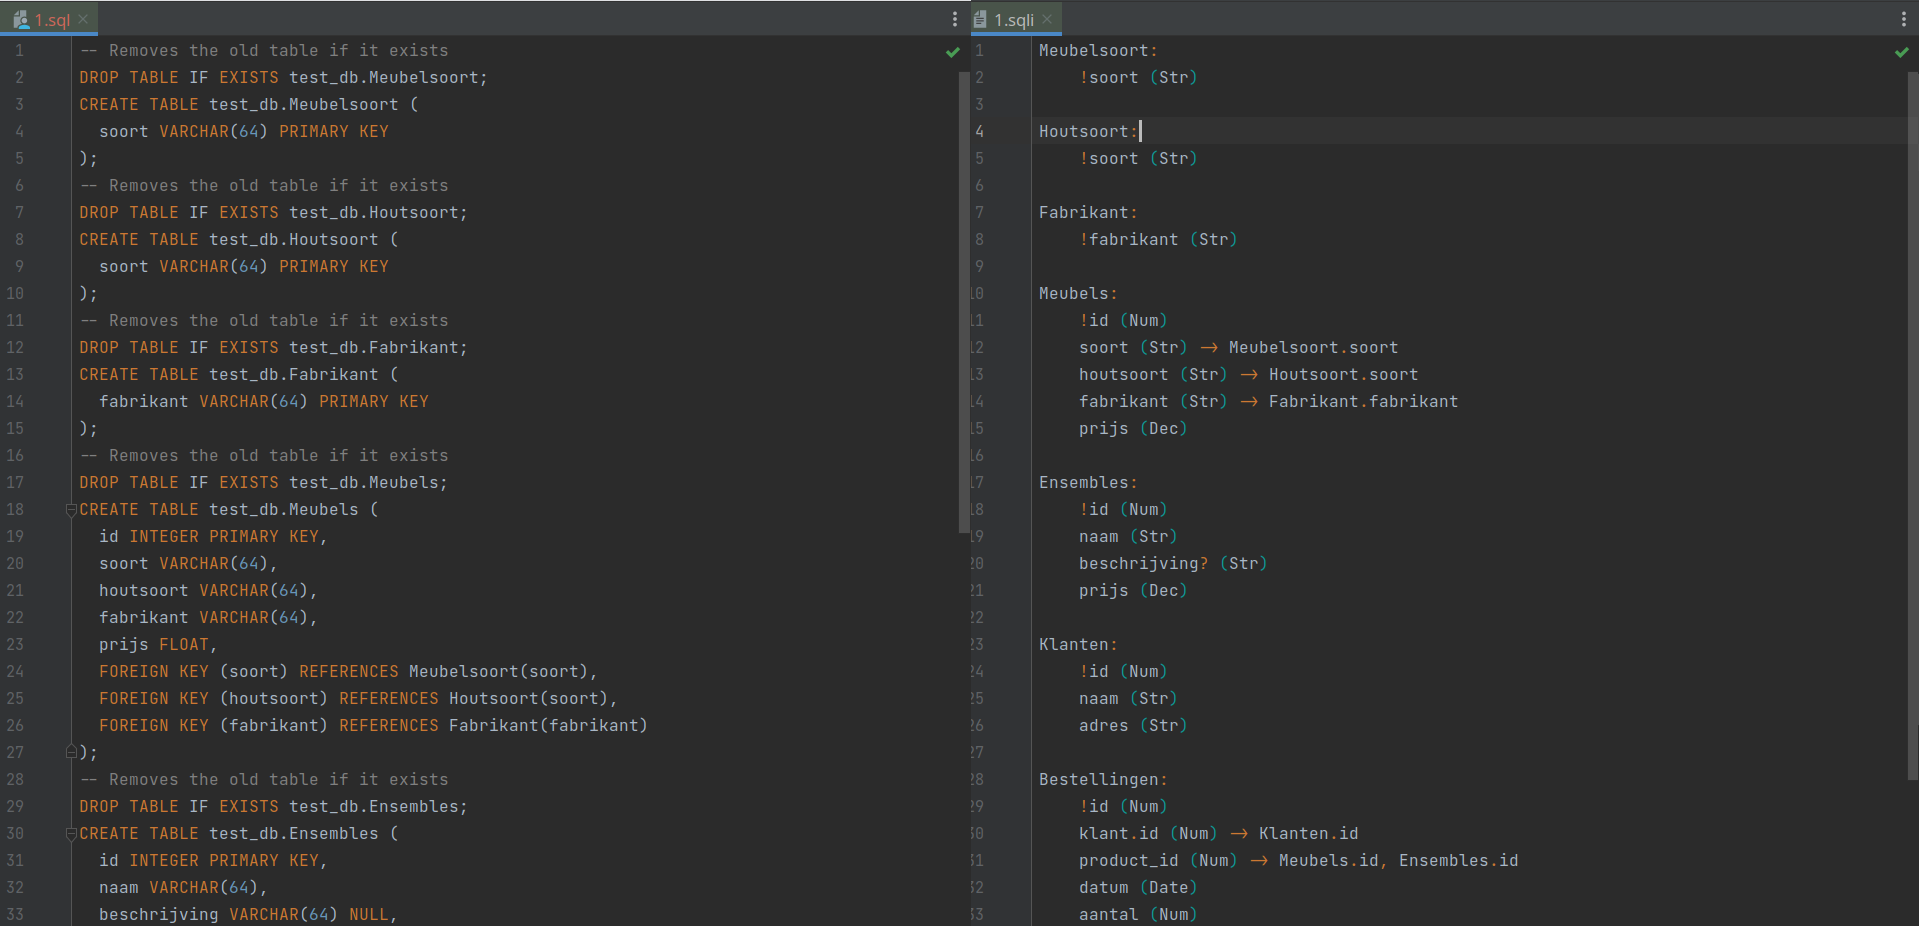 1.sql
1 -- Removes the old table if it exists
2 DROP TABLE IF EXISTS test_db.Meubelsoort;
3 CREATE TABLE test_db.Meubelsoort (
4 soort VARCHAR(64) PRIMARY KEY
5 );
6 -- Removes the old table if it exists
7 DROP TABLE IF EXISTS test_db.Houtsoort;
8 CREATE TABLE test_db.Houtsoort (
9 soort VARCHAR(64) PRIMARY KEY
10 );
11 -- Removes the old table if it exists
12 DROP TABLE IF EXISTS test_db.Fabrikant;
13 CREATE TABLE test_db.Fabrikant (
14 fabrikant VARCHAR(64) PRIMARY KEY
15 );
16 -- Removes the old table if it exists
17 DROP TABLE IF EXISTS test_db.Meubels;
18 CREATE TABLE test_db.Meubels (
19 id INTEGER PRIMARY KEY,
20 soort VARCHAR(64),
21 houtsoort VARCHAR(64),
22 fabrikant VARCHAR(64),
23 prijs FLOAT,
24 FOREIGN KEY (soort) REFERENCES Meubelsoort(soort),
25 FOREIGN KEY (houtsoort) REFERENCES Houtsoort(soort),
26 FOREIGN KEY (fabrikant) REFERENCES Fabrikant(fabrikant)
27 );
28 -- Removes the old table if it exists
29 DROP TABLE IF EXISTS test_db.Ensembles;
30 CREATE TABLE test_db.Ensembles (
31 id INTEGER PRIMARY KEY,
32 naam VARCHAR(64),
33 beschrijving VARCHAR(64) NULL,
1.sqli
1 Meubelsoort:
2 !soort (Str)
3
4 Houtsoort:
5 !soort (Str)
6
7 Fabrikant:
8 !fabrikant (Str)
9
10 Meubels:
11 !id (Num)
12 soort (Str) → Meubelsoort.soort
13 houtsoort (Str) → Houtsoort.soort
14 fabrikant (Str) → Fabrikant.fabrikant
15 prijs (Dec)
16
17 Ensembles:
18 !id (Num)
19 naam (Str)
20 beschrijving? (Str)
21 prijs (Dec)
22
23 Klanten:
24 !id (Num)
25 naam (Str)
26 adres (Str)
27
28 Bestellingen:
29 !id (Num)
30 klant.id (Num) → Klanten.id
31 product_id (Num) → Meubels.id, Ensembles.id
32 datum (Date)
33 aantal (Num)